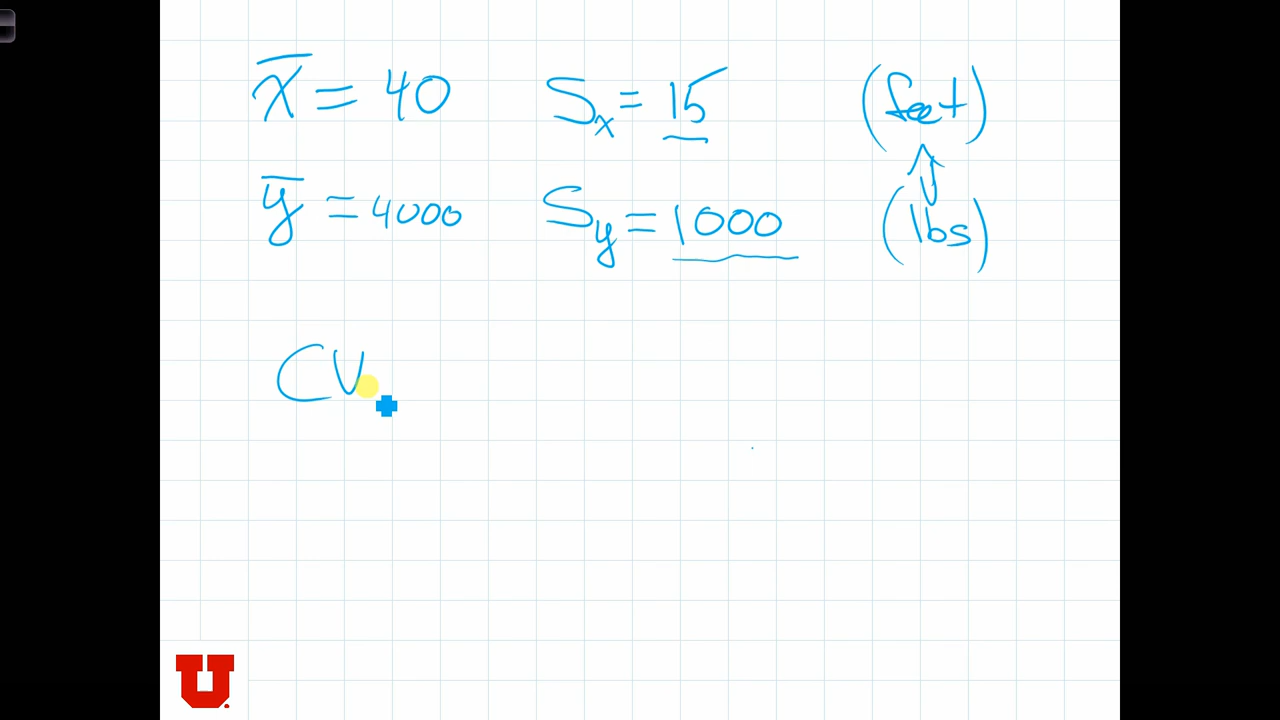 x̄ = 40 Sx = 15 (feet)
ȳ = 4000 Sy = 1000 (lbs)
CV
U